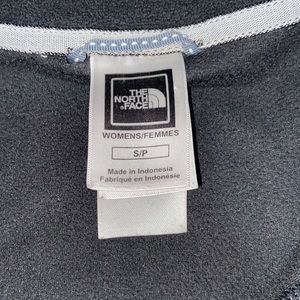 THE
NORTH
FACE
WOMENS/FEMMES
S/P
Made in Indonesia
Fabriqué en Indonésie